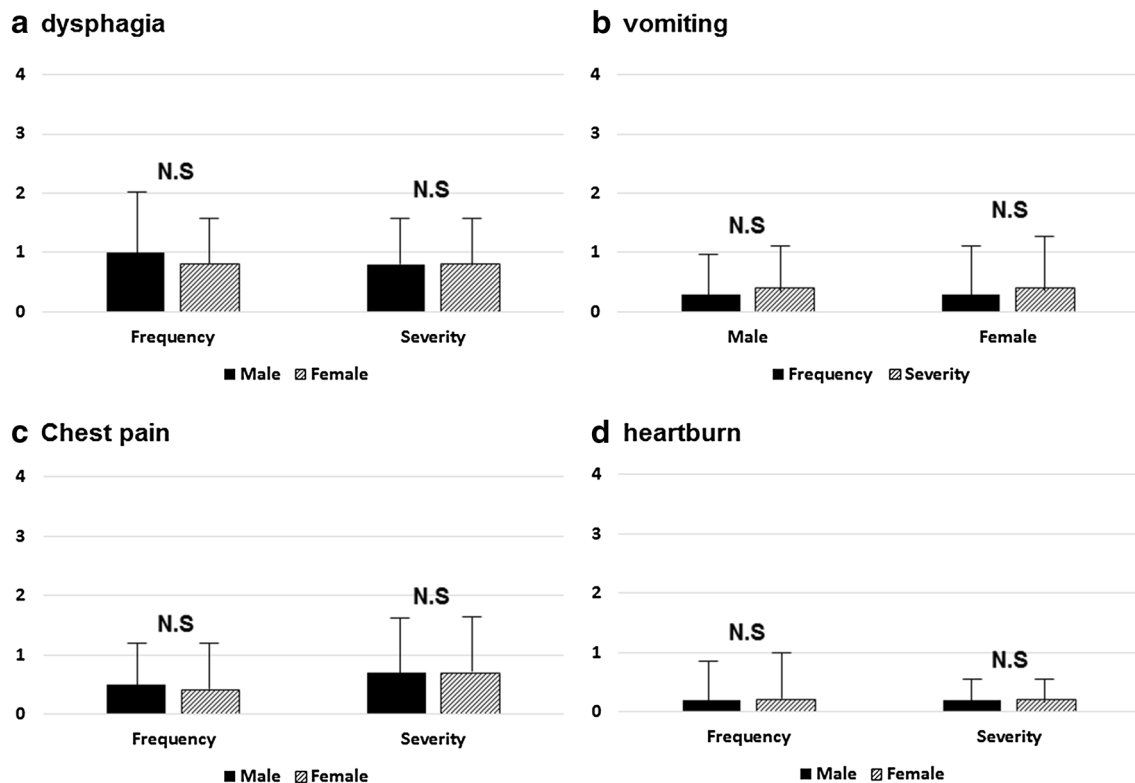 a dysphagia
4
3
2
1
0
N.S
N.S
Frequency
Severity
Male Female
b vomiting
4
3
2
1
0
N.S
N.S
Male
Female
Frequency Severity
c Chest pain
4
3
2
1
0
N.S
N.S
Frequency
Severity
Male Female
d heartburn
4
3
2
1
0
N.S
N.S
Frequency
Severity
Male Female